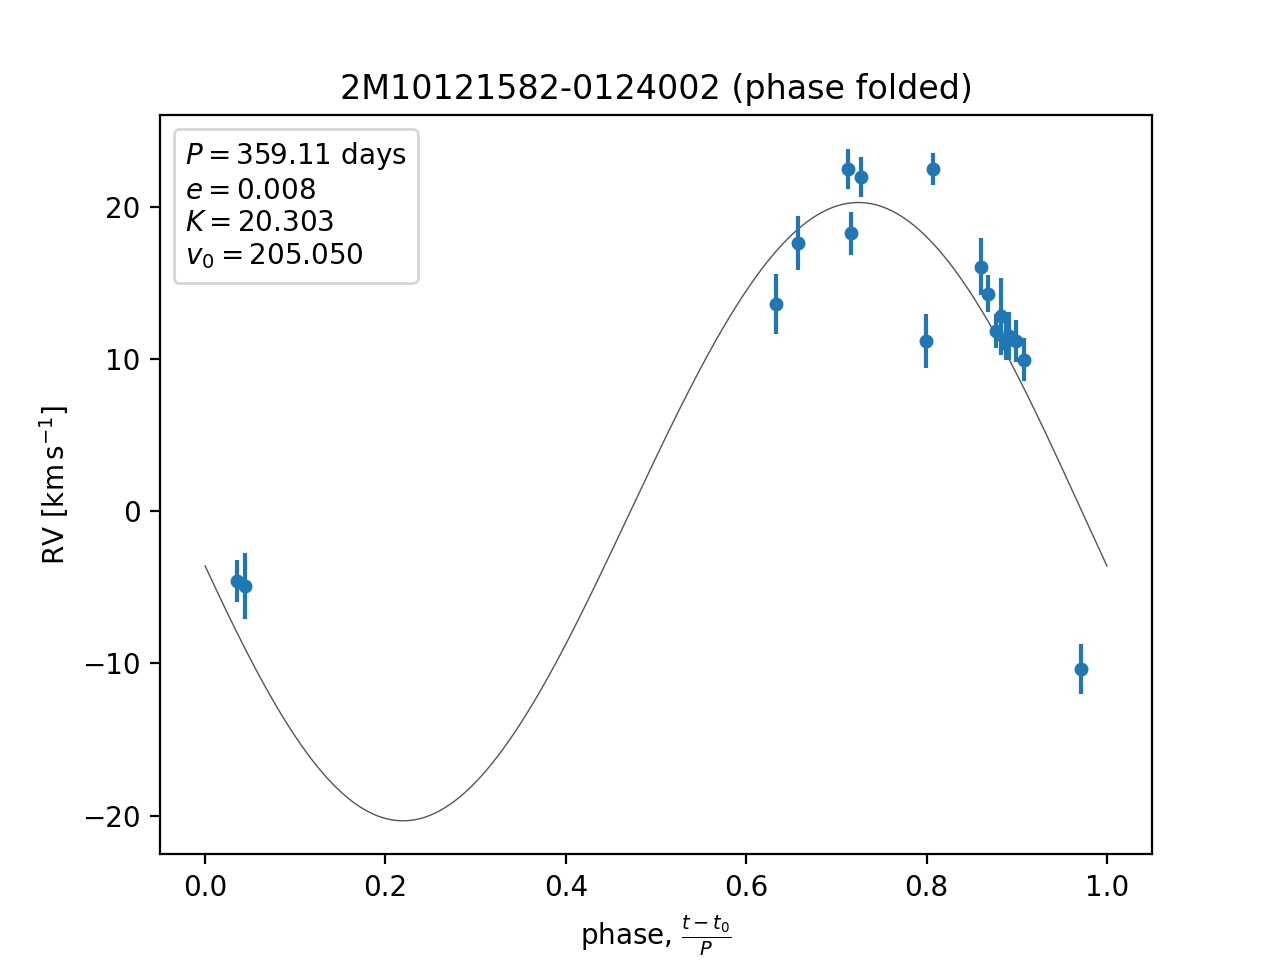 2M10121582-0124002 (phase folded)
P = 359.11 days
e = 0.008
K = 20.303
v₀ = 205.050
20
10
0
−10
−20
RV [km s⁻¹]
0.0 0.2 0.4 0.6 0.8 1.0
phase, (t − t₀)/P